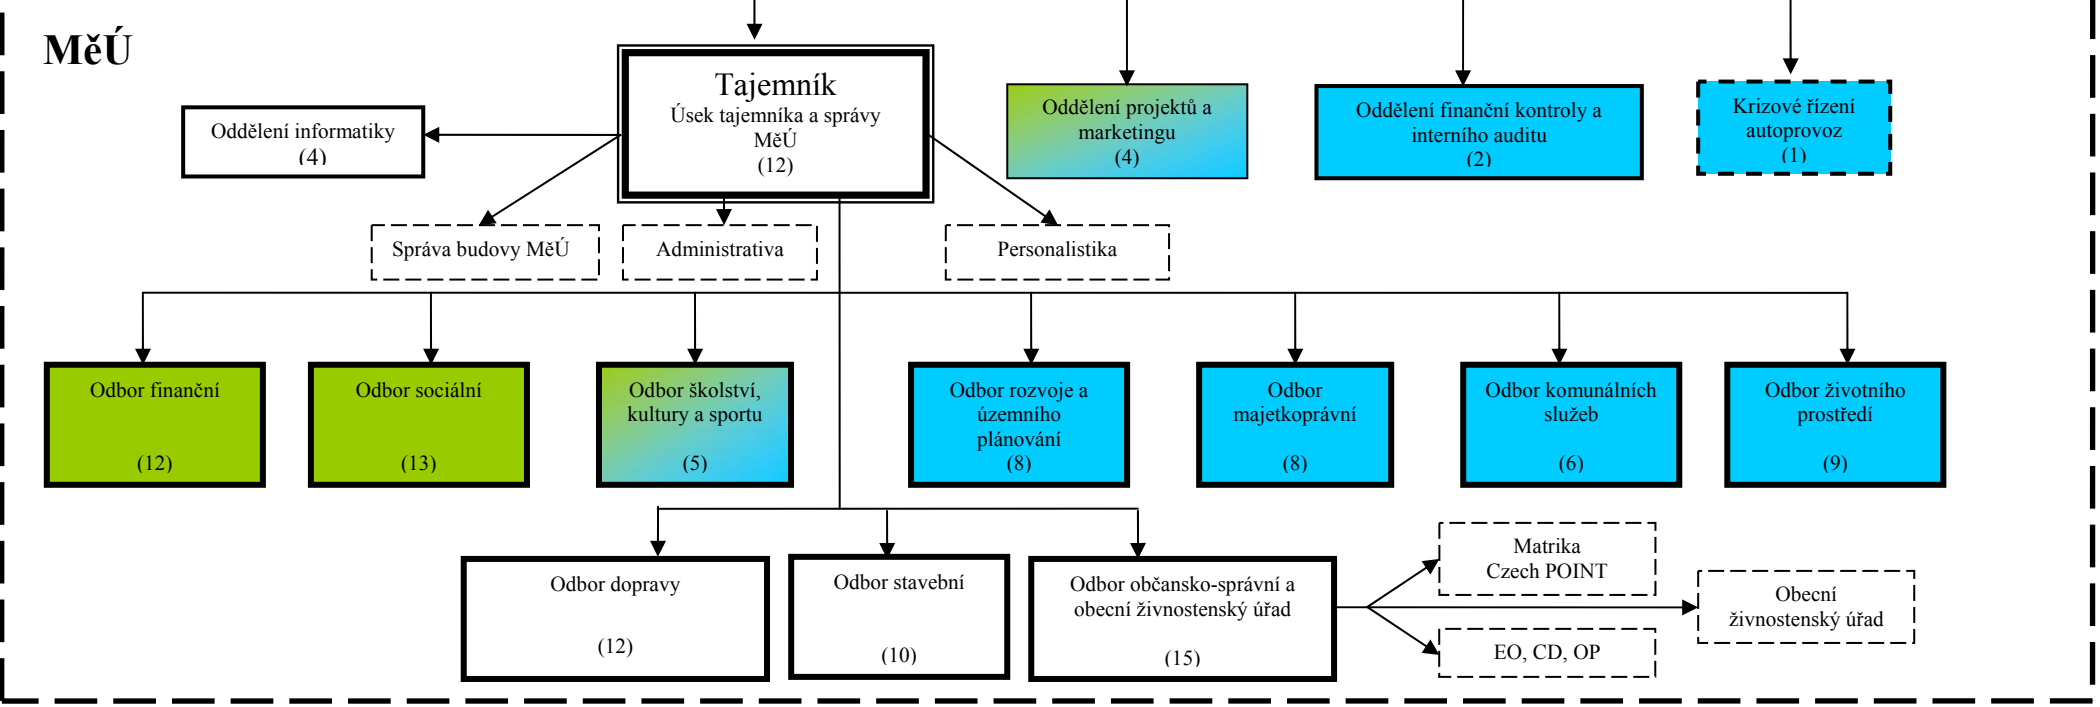 MěÚ
Tajemník
Úsek tajemníka a správy
MěÚ
(12)
Oddělení informatiky
(4)
Oddělení projektů a
marketingu
(4)
Oddělení finanční kontroly a
interního auditu
(2)
Krizové řízení
autoprovoz
(1)
Správa budovy MěÚ
Administrativa
Personalistika
Odbor finanční
(12)
Odbor sociální
(13)
Odbor školství,
kultury a sportu
(5)
Odbor rozvoje a
územního
plánování
(8)
Odbor
majetkoprávní
(8)
Odbor komunálních
služeb
(6)
Odbor životního
prostředí
(9)
Odbor dopravy
(12)
Odbor stavební
(10)
Odbor občansko-správní a
obecní živnostenský úřad
(15)
Matrika
Czech POINT
Obecní
živnostenský úřad
EO, CD, OP